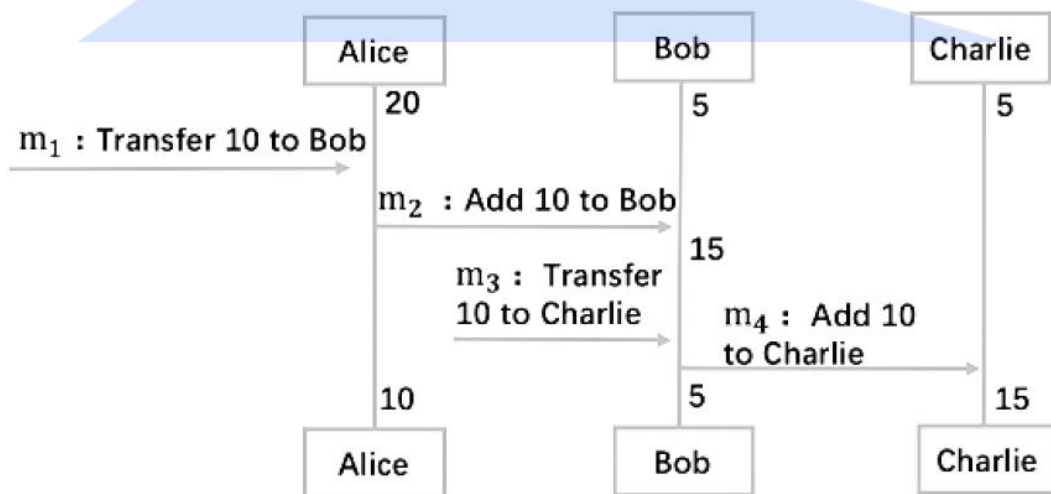 Alice
Bob
Charlie
20
5
5
m₁ : Transfer 10 to Bob
m₂ : Add 10 to Bob
15
m₃ : Transfer
10 to Charlie
m₄ : Add 10
to Charlie
10
5
15
Alice
Bob
Charlie